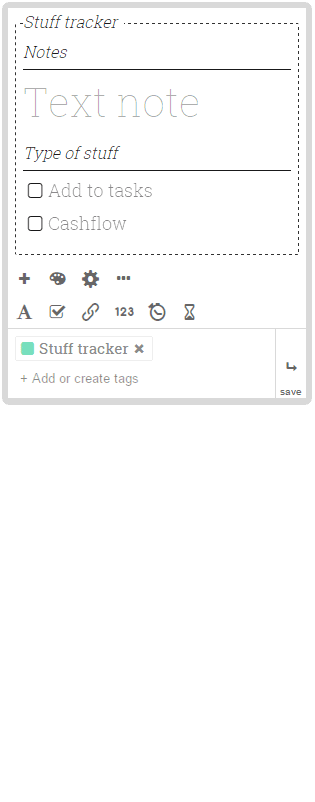 Stuff tracker
Notes
Text note
Type of stuff
Add to tasks
Cashflow
A 123
Stuff tracker
+ Add or create tags
save